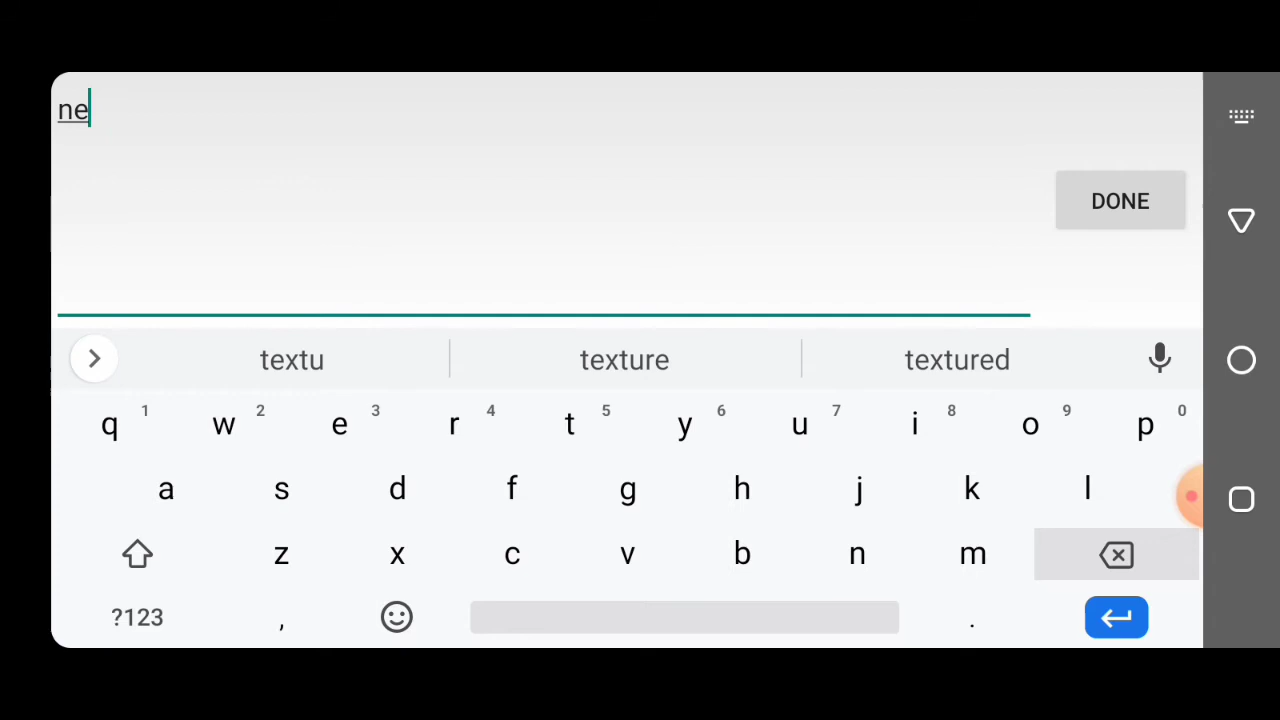 ne
DONE
textu texture textured
q 1 w 2 e 3 r 4 t 5 y 6 u 7 i 8 o 9 p 0
a s d f g h j k l
z x c v b n m
?123 , .